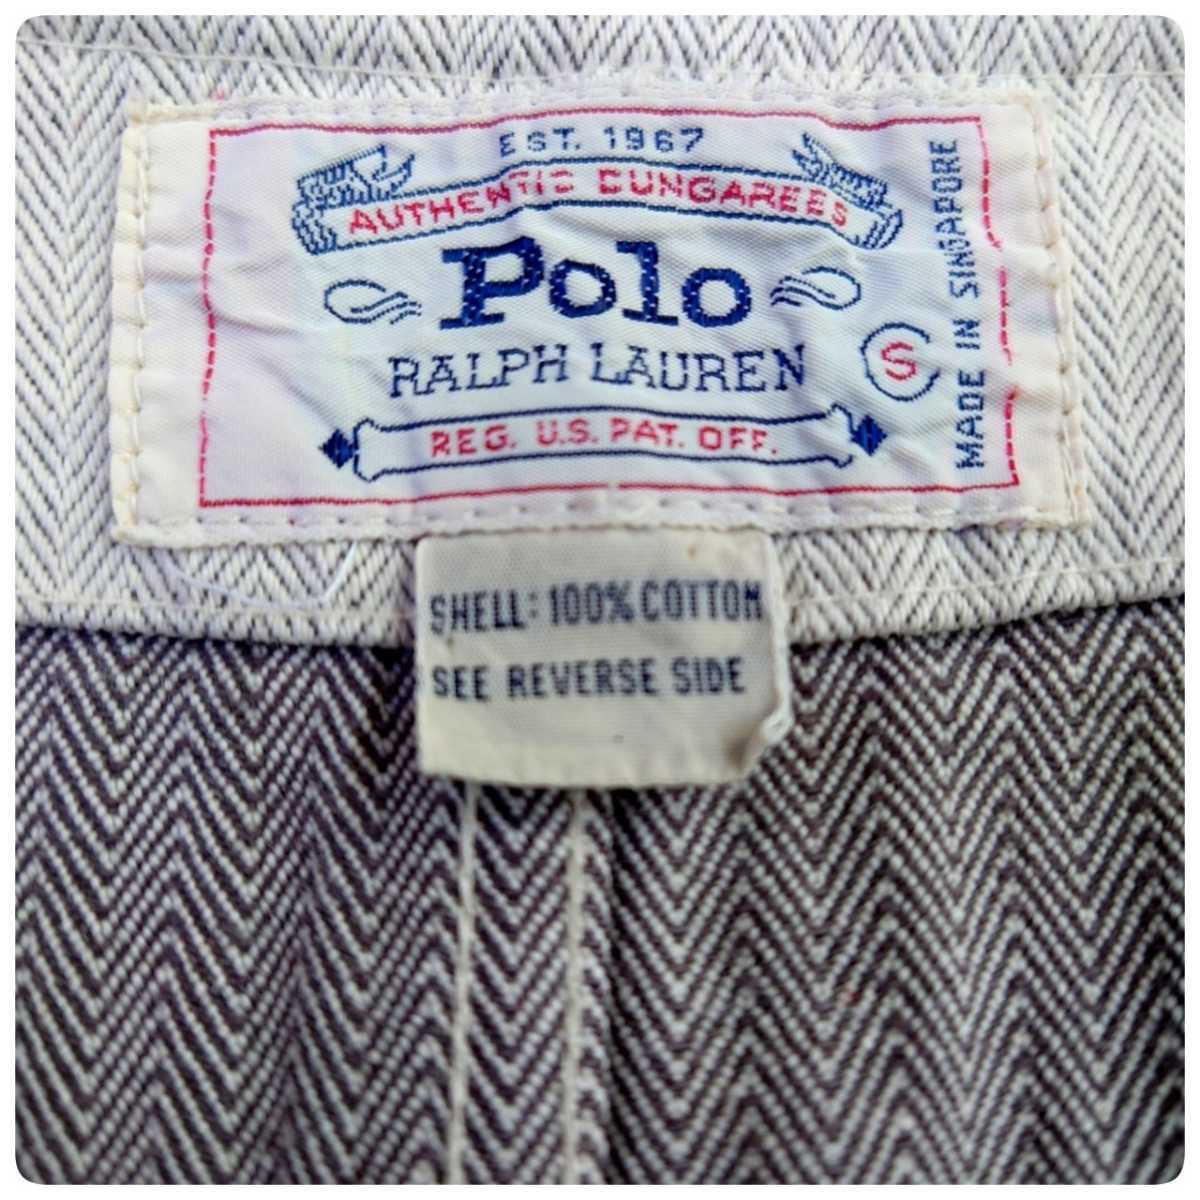 EST. 1967
AUTHENTIC DUNGAREES
Polo
RALPH LAUREN
S
REG. U.S. PAT. OFF.
MADE IN SINGAPORE
SHELL: 100% COTTON
SEE REVERSE SIDE